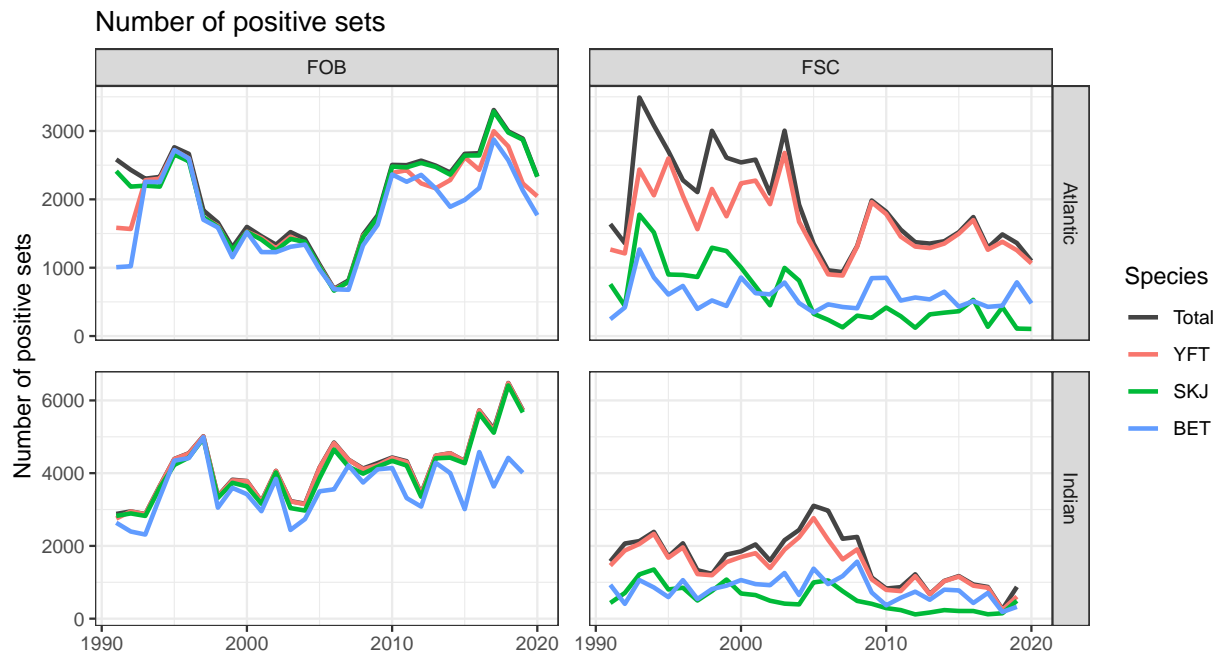 Number of positive sets
FOB
FSC
Number of positive sets
3000
2000
1000
0
Atlantic
6000
4000
2000
0
Indian
1990
2000
2010
2020
1990
2000
2010
2020
Species
Total
YFT
SKJ
BET